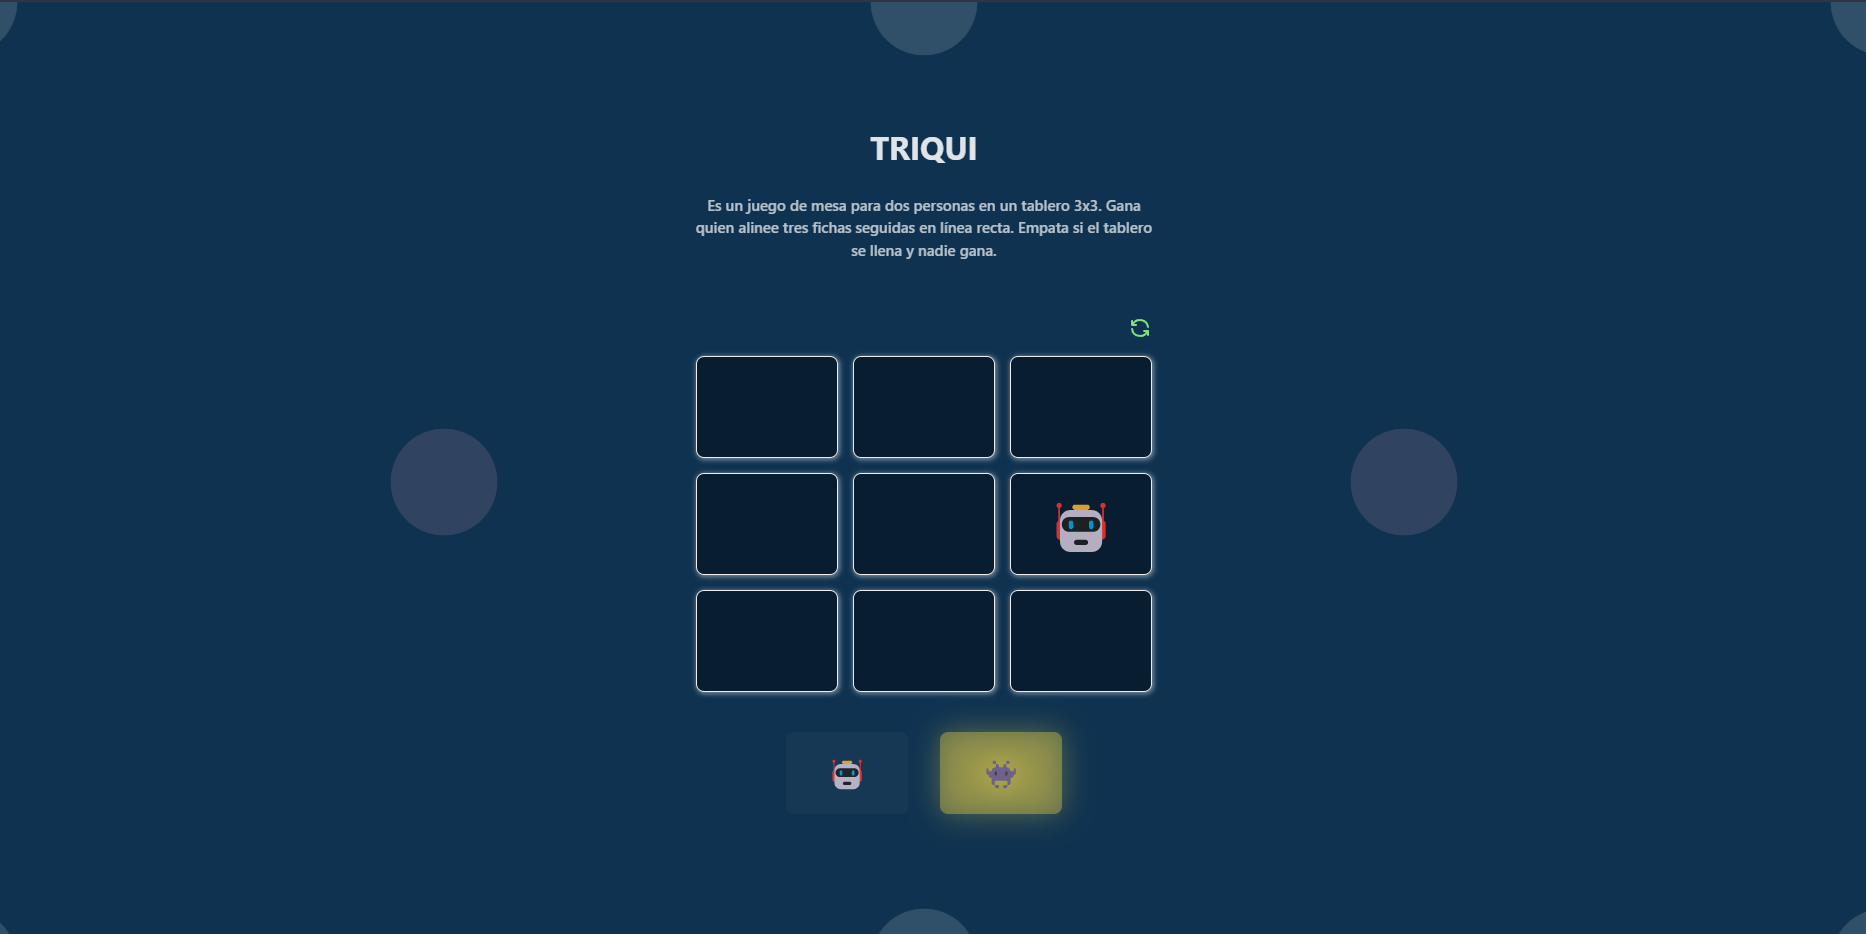 TRIQUI
Es un juego de mesa para dos personas en un tablero 3x3. Gana
quien alinee tres fichas seguidas en línea recta. Empata si el tablero
se llena y nadie gana.